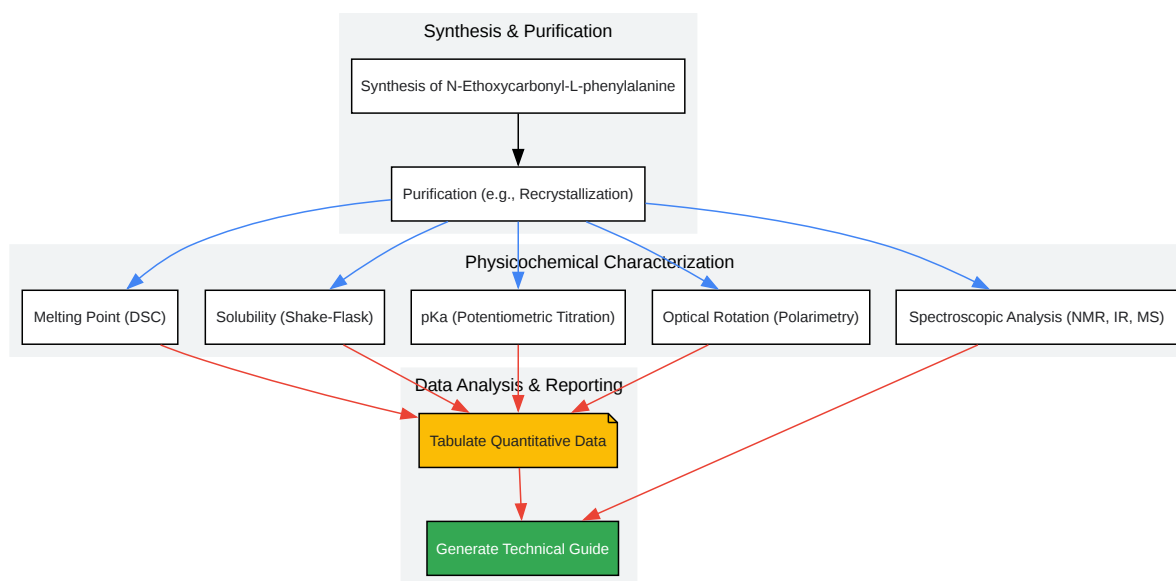 Synthesis & Purification
Synthesis of N-Ethoxycarbonyl-L-phenylalanine
Purification (e.g., Recrystallization)
Physicochemical Characterization
Melting Point (DSC)
Solubility (Shake-Flask)
pKa (Potentiometric Titration)
Optical Rotation (Polarimetry)
Spectroscopic Analysis (NMR, IR, MS)
Data Analysis & Reporting
Tabulate Quantitative Data
Generate Technical Guide